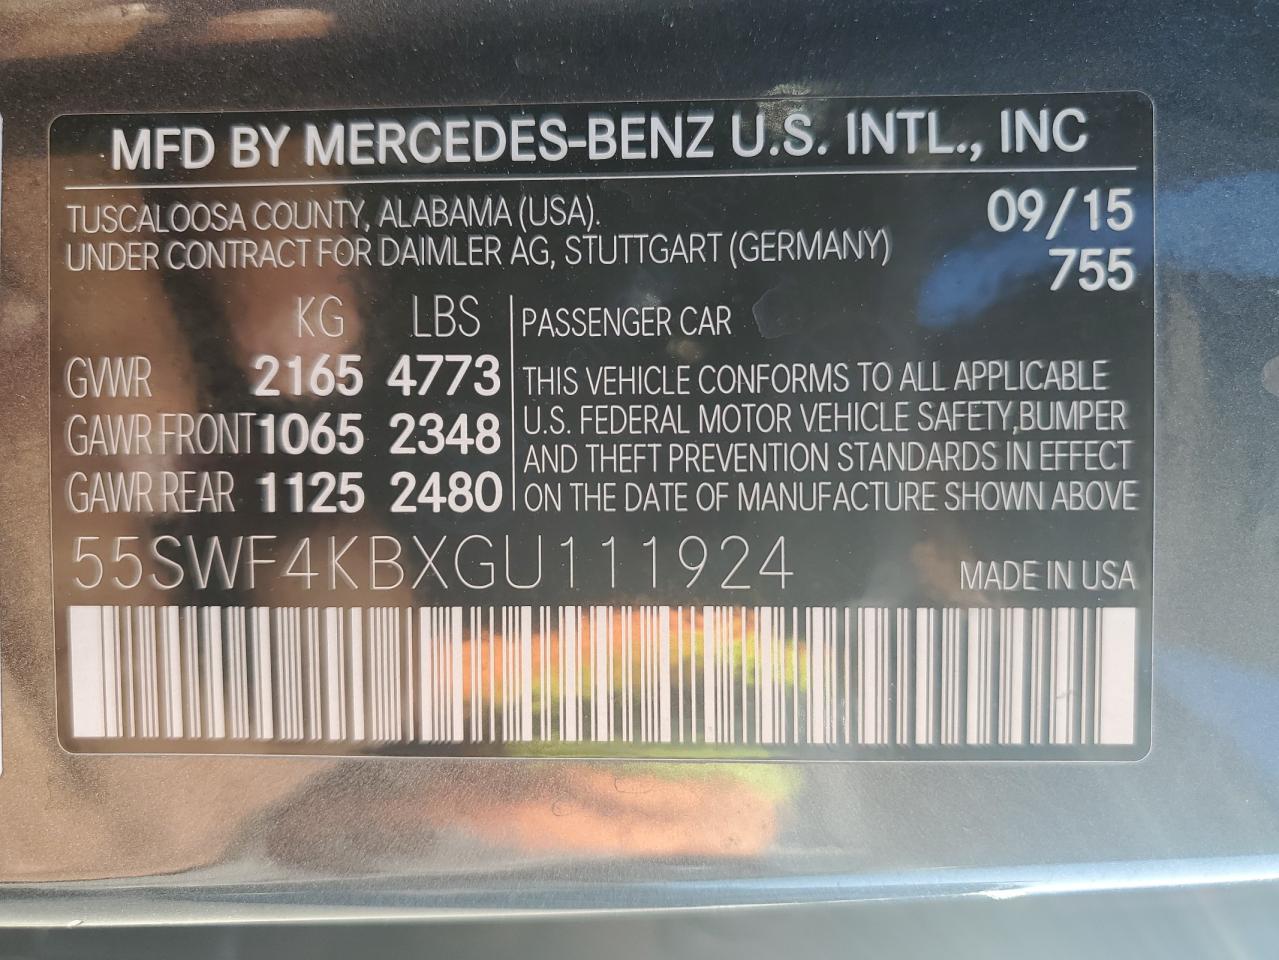 MFD BY MERCEDES-BENZ U.S. INTL., INC
TUSCALOOSA COUNTY, ALABAMA (USA).
UNDER CONTRACT FOR DAIMLER AG, STUTTGART (GERMANY)
09/15
755
KG LBS
GVWR 2165 4773
GAWR FRONT 1065 2348
GAWR REAR 1125 2480
PASSENGER CAR
THIS VEHICLE CONFORMS TO ALL APPLICABLE
U.S. FEDERAL MOTOR VEHICLE SAFETY,BUMPER
AND THEFT PREVENTION STANDARDS IN EFFECT
ON THE DATE OF MANUFACTURE SHOWN ABOVE
55SWF4KBXGU111924
MADE IN USA